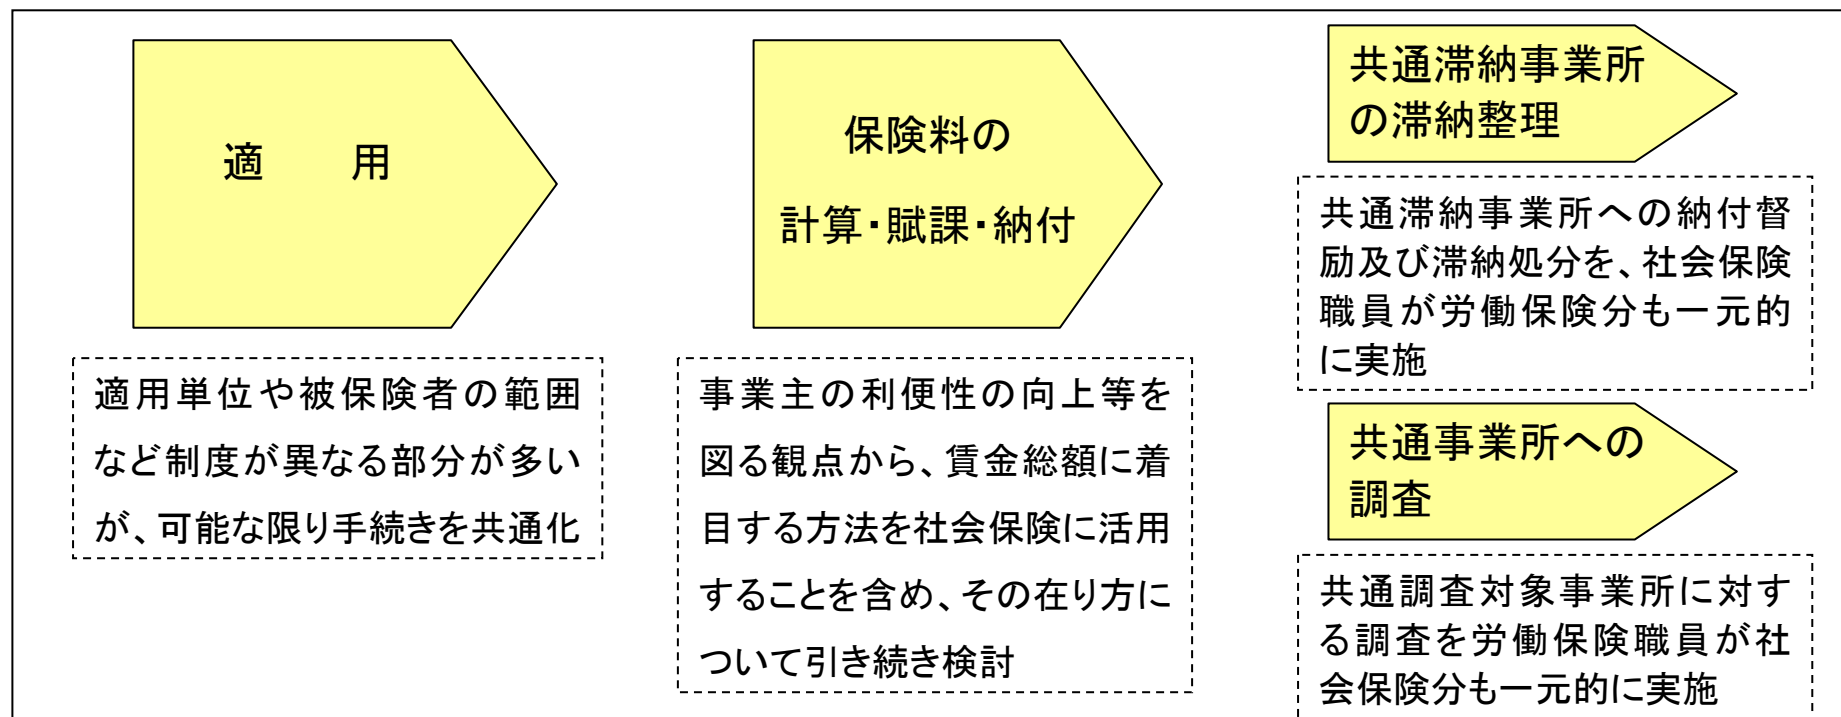 適　　用
適用単位や被保険者の範囲
など制度が異なる部分が多い
が、可能な限り手続きを共通化
保険料の
計算・賦課・納付
事業主の利便性の向上等を
図る観点から、賃金総額に着
目する方法を社会保険に活用
することを含め、その在り方に
ついて引き続き検討
共通滞納事業所
の滞納整理
共通滞納事業所への納付督
励及び滞納処分を、社会保険
職員が労働保険分も一元的
に実施
共通事業所への
調査
共通調査対象事業所に対す
る調査を労働保険職員が社
会保険分も一元的に実施